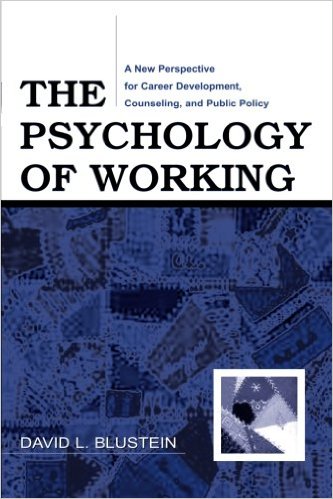 A New Perspective
for Career Development,
Counseling, and Public Policy
THE
PSYCHOLOGY
OF WORKING
DAVID L. BLUSTEIN